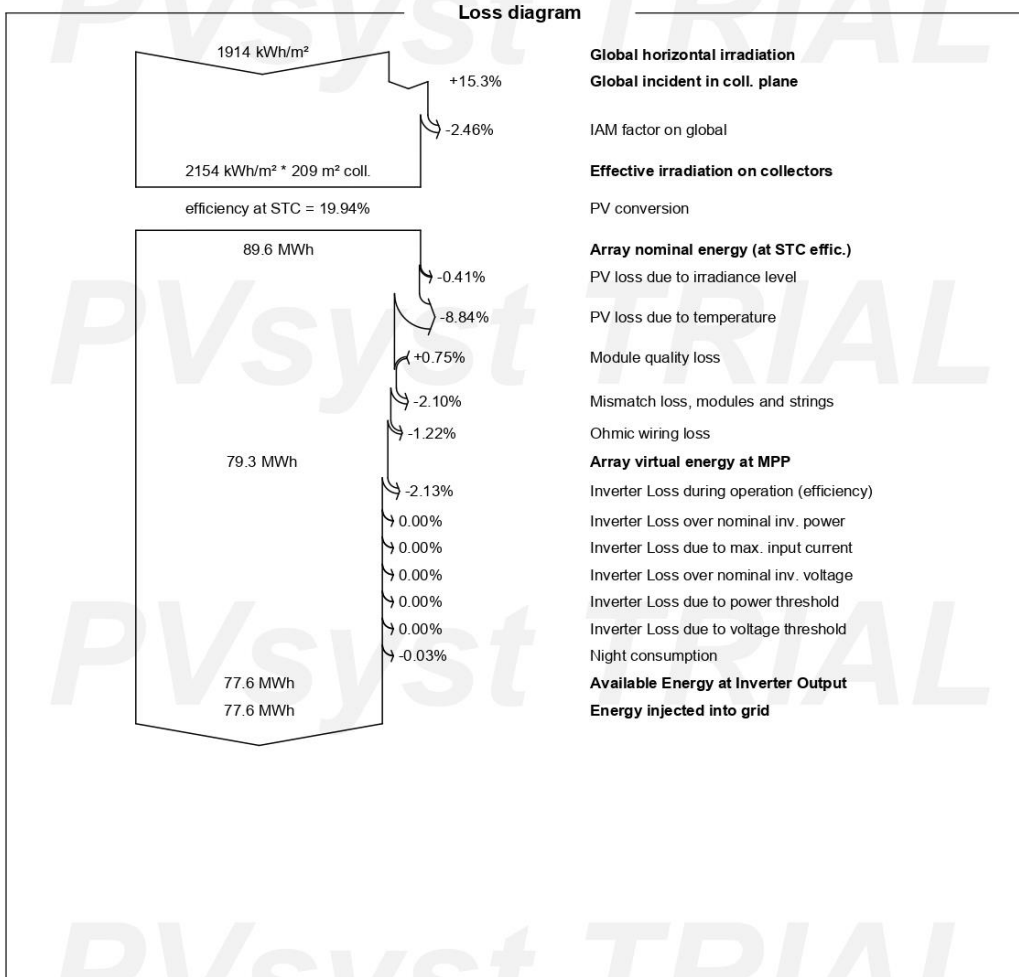 Loss diagram
1914 kWh/m² Global horizontal irradiation
+15.3% Global incident in coll. plane
-2.46% IAM factor on global
2154 kWh/m² * 209 m² coll. Effective irradiation on collectors
efficiency at STC = 19.94% PV conversion
89.6 MWh Array nominal energy (at STC effic.)
-0.41% PV loss due to irradiance level
-8.84% PV loss due to temperature
+0.75% Module quality loss
-2.10% Mismatch loss, modules and strings
-1.22% Ohmic wiring loss
79.3 MWh Array virtual energy at MPP
-2.13% Inverter Loss during operation (efficiency)
0.00% Inverter Loss over nominal inv. power
0.00% Inverter Loss due to max. input current
0.00% Inverter Loss over nominal inv. voltage
0.00% Inverter Loss due to power threshold
0.00% Inverter Loss due to voltage threshold
-0.03% Night consumption
77.6 MWh Available Energy at Inverter Output
77.6 MWh Energy injected into grid
PVsyst TRIAL
PVsyst TRIAL
PVsyst TRIAL
PVsyst TRIAL